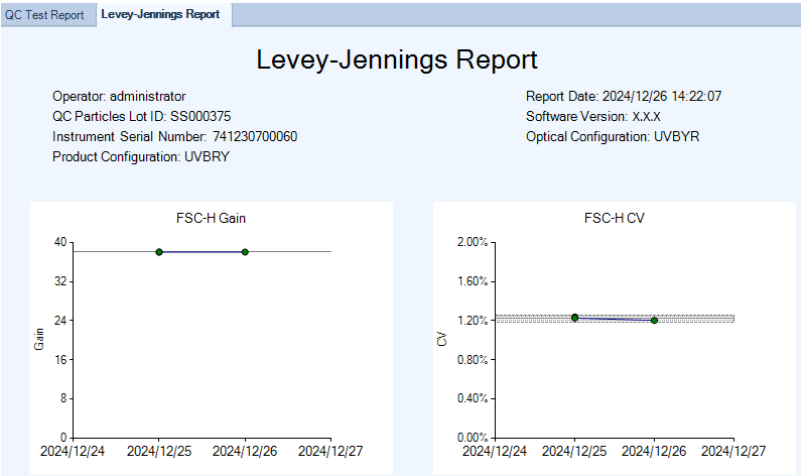 QC Test Report
Levey-Jennings Report
Levey-Jennings Report
Operator: administrator
Report Date: 2024/12/26 14:22:07
QC Particles Lot ID: SS000375
Software Version: X.X.X
Instrument Serial Number: 741230700060
Optical Configuration: UVBYR
Product Configuration: UVBRY
FSC-H Gain
40
32
24
16
8
0
Gain
2024/12/24 2024/12/25 2024/12/26 2024/12/27
FSC-H CV
2.00%
1.60%
1.20%
0.80%
0.40%
0.00%
CV
2024/12/24 2024/12/25 2024/12/26 2024/12/27